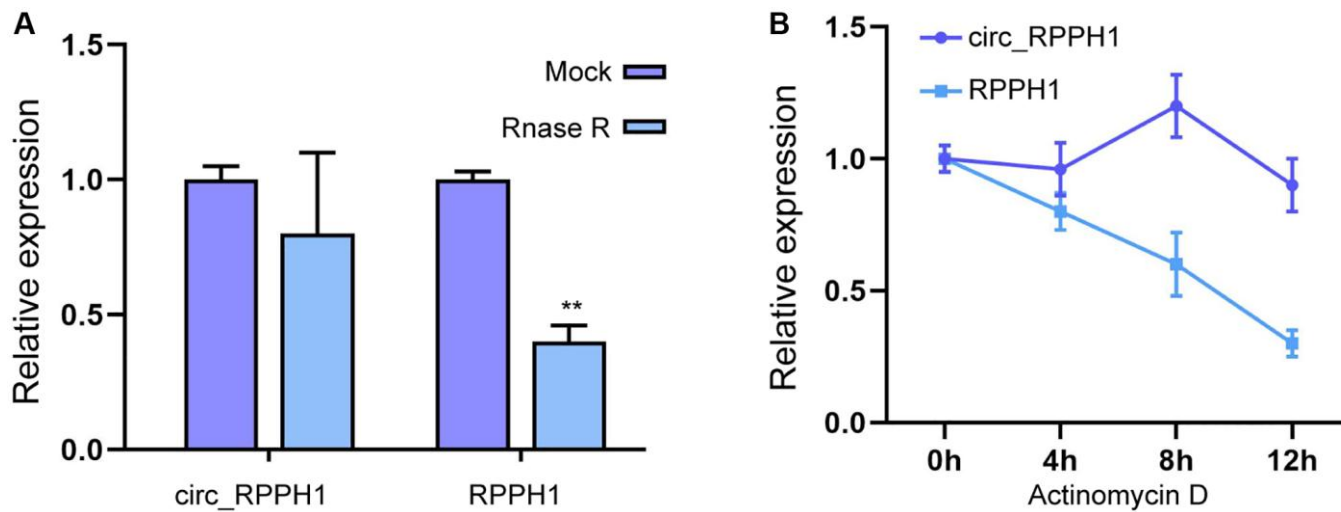 A
Relative expression
1.5
1.0
0.5
0.0
Mock
Rnase R
**
circ_RPPH1
RPPH1
B
Relative expression
1.5
1.0
0.5
0.0
circ_RPPH1
RPPH1
0h 4h 8h 12h
Actinomycin D